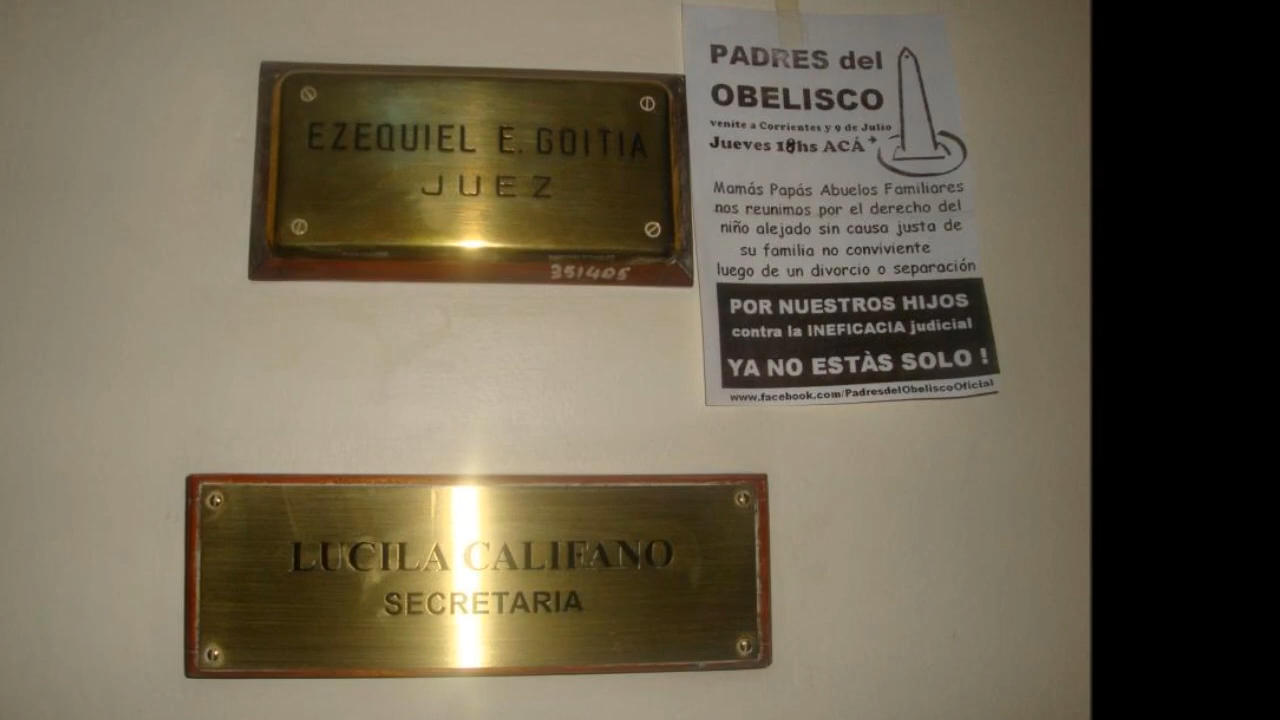 EZEQUIEL E. GOITIA
JUEZ
351405
PADRES del
OBELISCO
venite a Corrientes y 9 de Julio
Jueves 18hs ACÁ
Mamás Papás Abuelos Familiares
nos reunimos por el derecho del
niño alejado sin causa justa de
su familia no conviviente
luego de un divorcio o separación
POR NUESTROS HIJOS
contra la INEFICACIA judicial
YA NO ESTÀS SOLO !
www.facebook.com/PadresdelObeliscoOficial
LUCILA CALIFANO
SECRETARIA